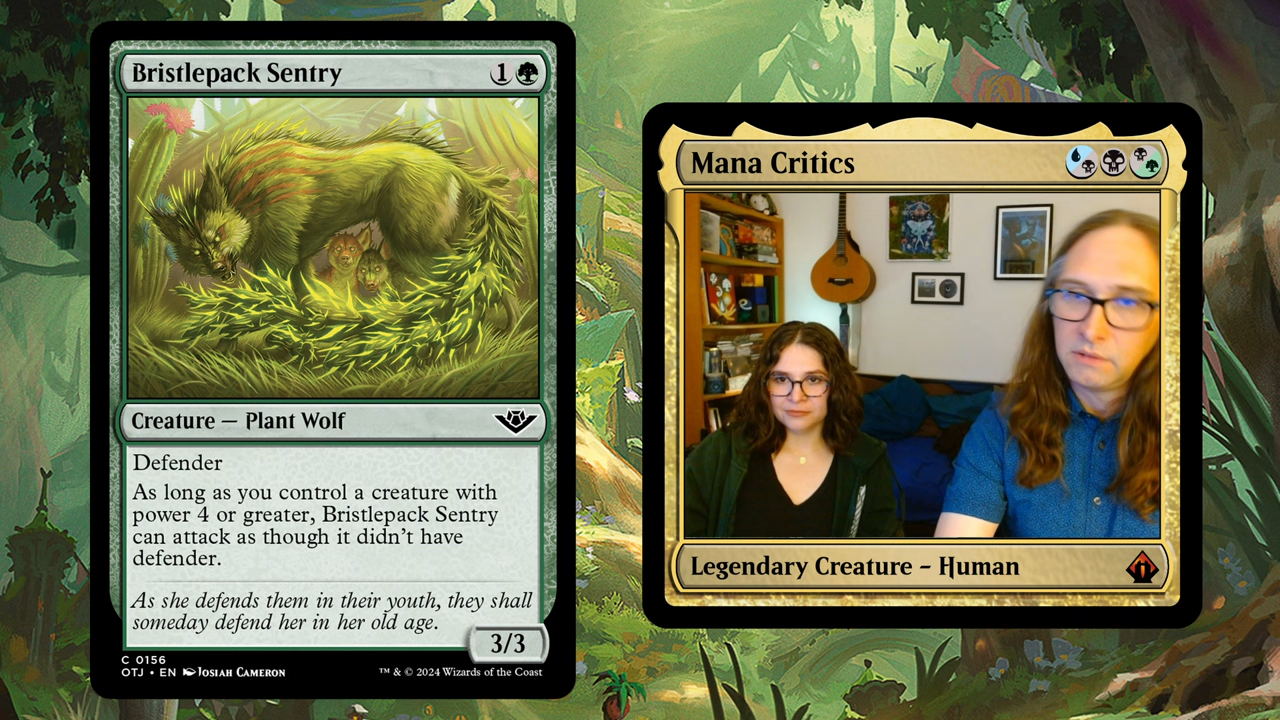 Bristlepack Sentry 1
Creature — Plant Wolf
Defender
As long as you control a creature with
power 4 or greater, Bristlepack Sentry
can attack as though it didn't have
defender.
As she defends them in their youth, they shall
someday defend her in her old age.
3/3
C 0156
OTJ • EN Josiah Cameron
™ & © 2024 Wizards of the Coast
Mana Critics
Legendary Creature – Human